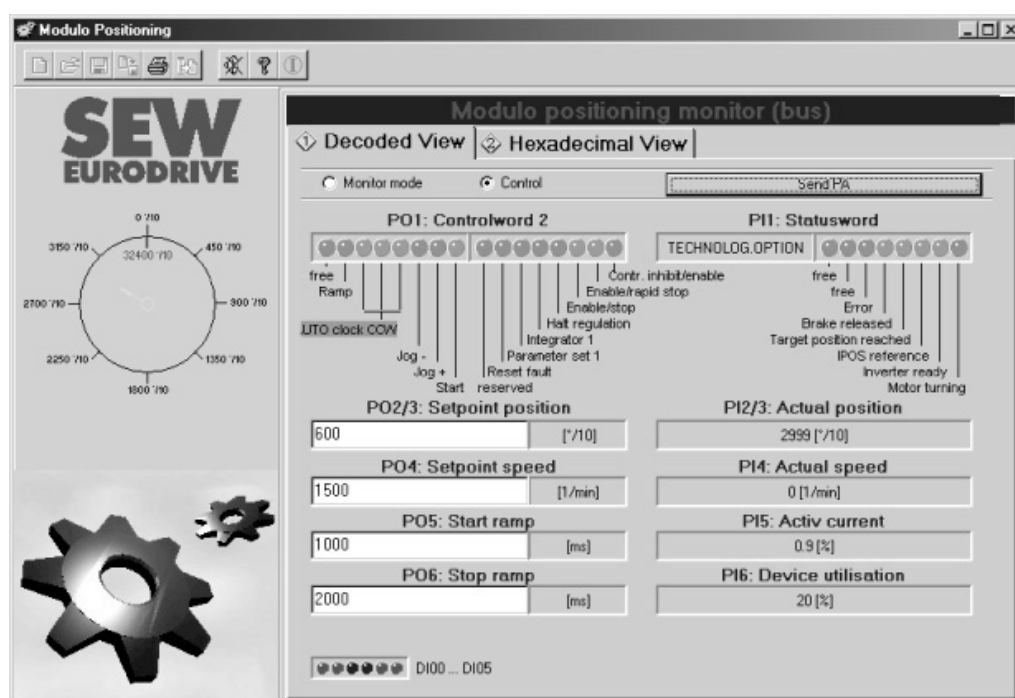 Modulo Positioning
SEW
EURODRIVE
0 °/10
450 °/10
900 °/10
1350 °/10
1800 °/10
2250 °/10
2700 °/10
3150 °/10
32400 °/10
Modulo positioning monitor (bus)
1 Decoded View
2 Hexadecimal View
Monitor mode
Control
Send PA
PO1: Controlword 2
free
Ramp
UTO clock CCW
Jog -
Jog +
Start
reserved
Reset fault
Parameter set 1
Integrator 1
Halt regulation
Enable/stop
Enable/rapid stop
Contr. inhibit/enable
PI1: Statusword
TECHNOLOG.OPTION
free
free
Error
Brake released
Target position reached
IPOS reference
Inverter ready
Motor turning
PO2/3: Setpoint position
600 [°/10]
PI2/3: Actual position
2999 [°/10]
PO4: Setpoint speed
1500 [1/min]
PI4: Actual speed
0 [1/min]
PO5: Start ramp
1000 [ms]
PI5: Activ current
0.9 [%]
PO6: Stop ramp
2000 [ms]
PI6: Device utilisation
20 [%]
DI00 ... DI05